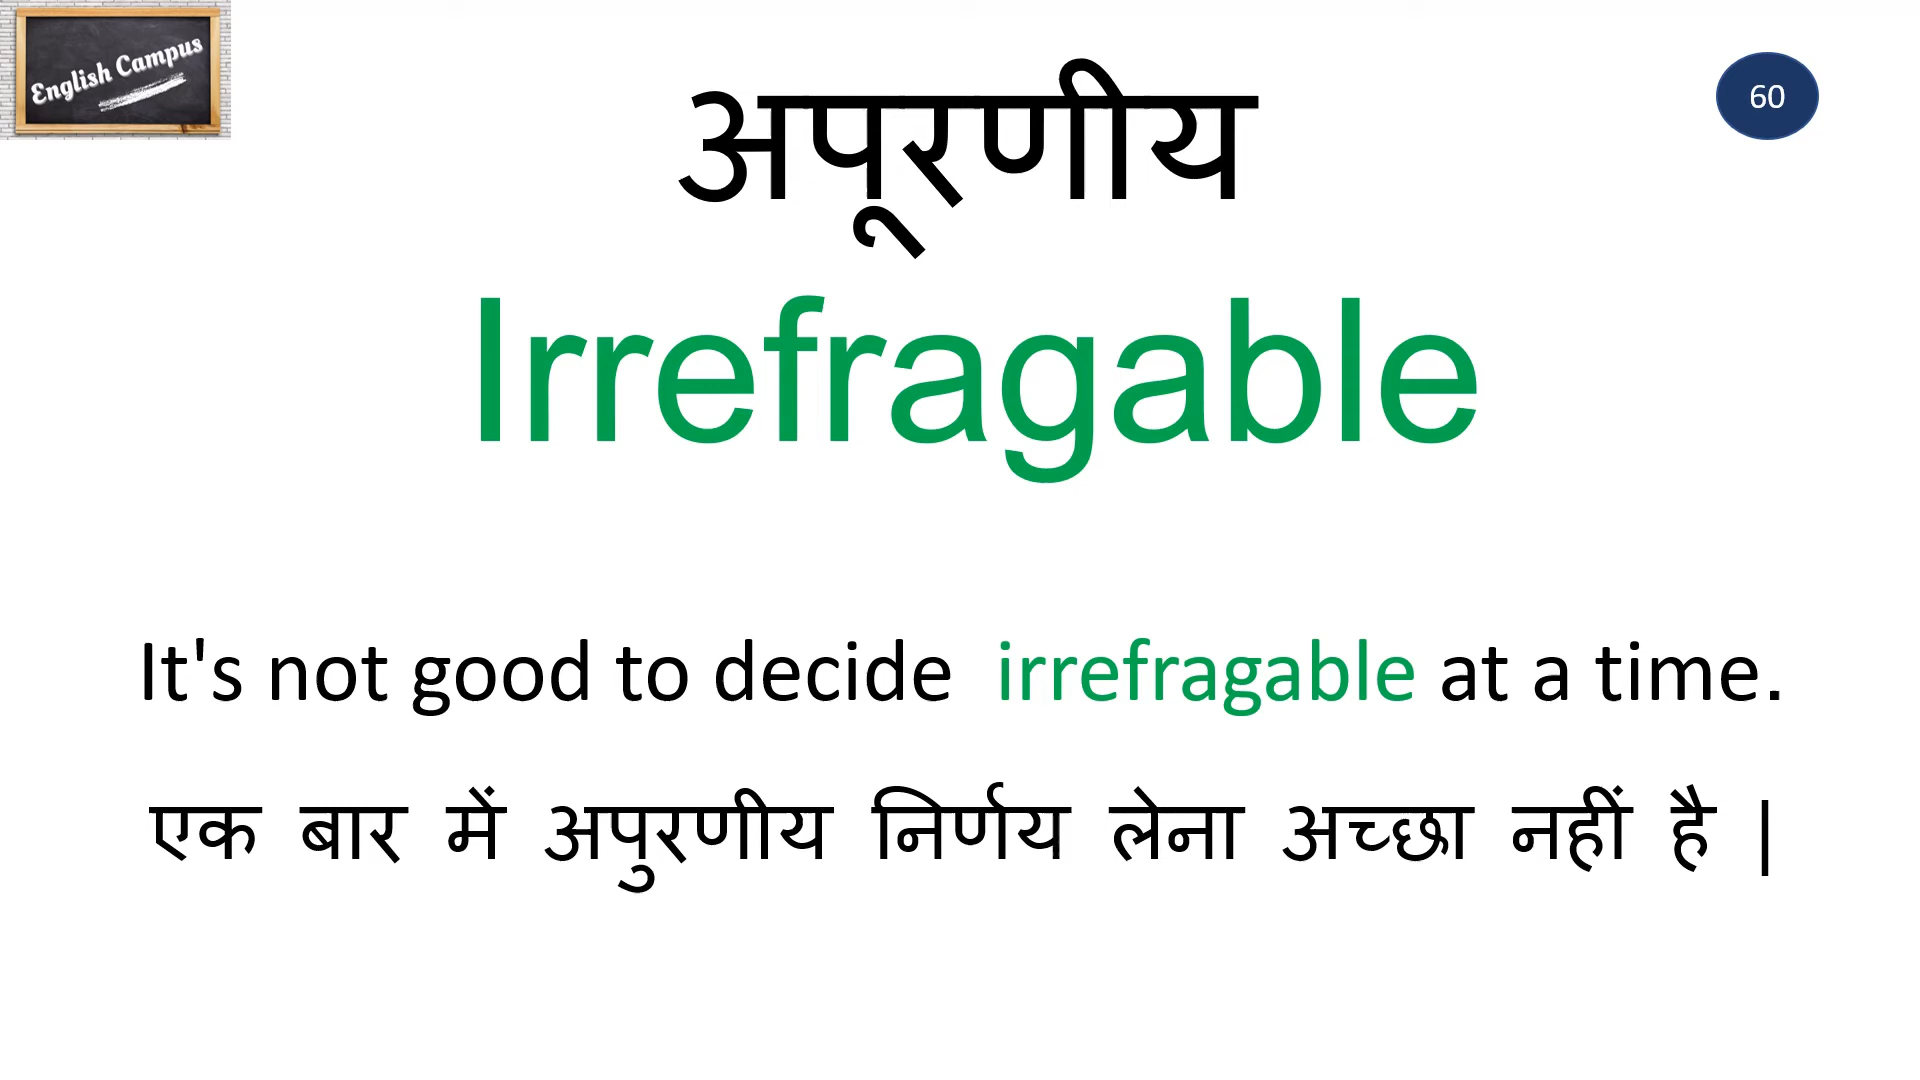 English Campus
60
अपूरणीय
Irrefragable
It's not good to decide irrefragable at a time.
एक बार में अपुरणीय निर्णय लेना अच्छा नहीं है |